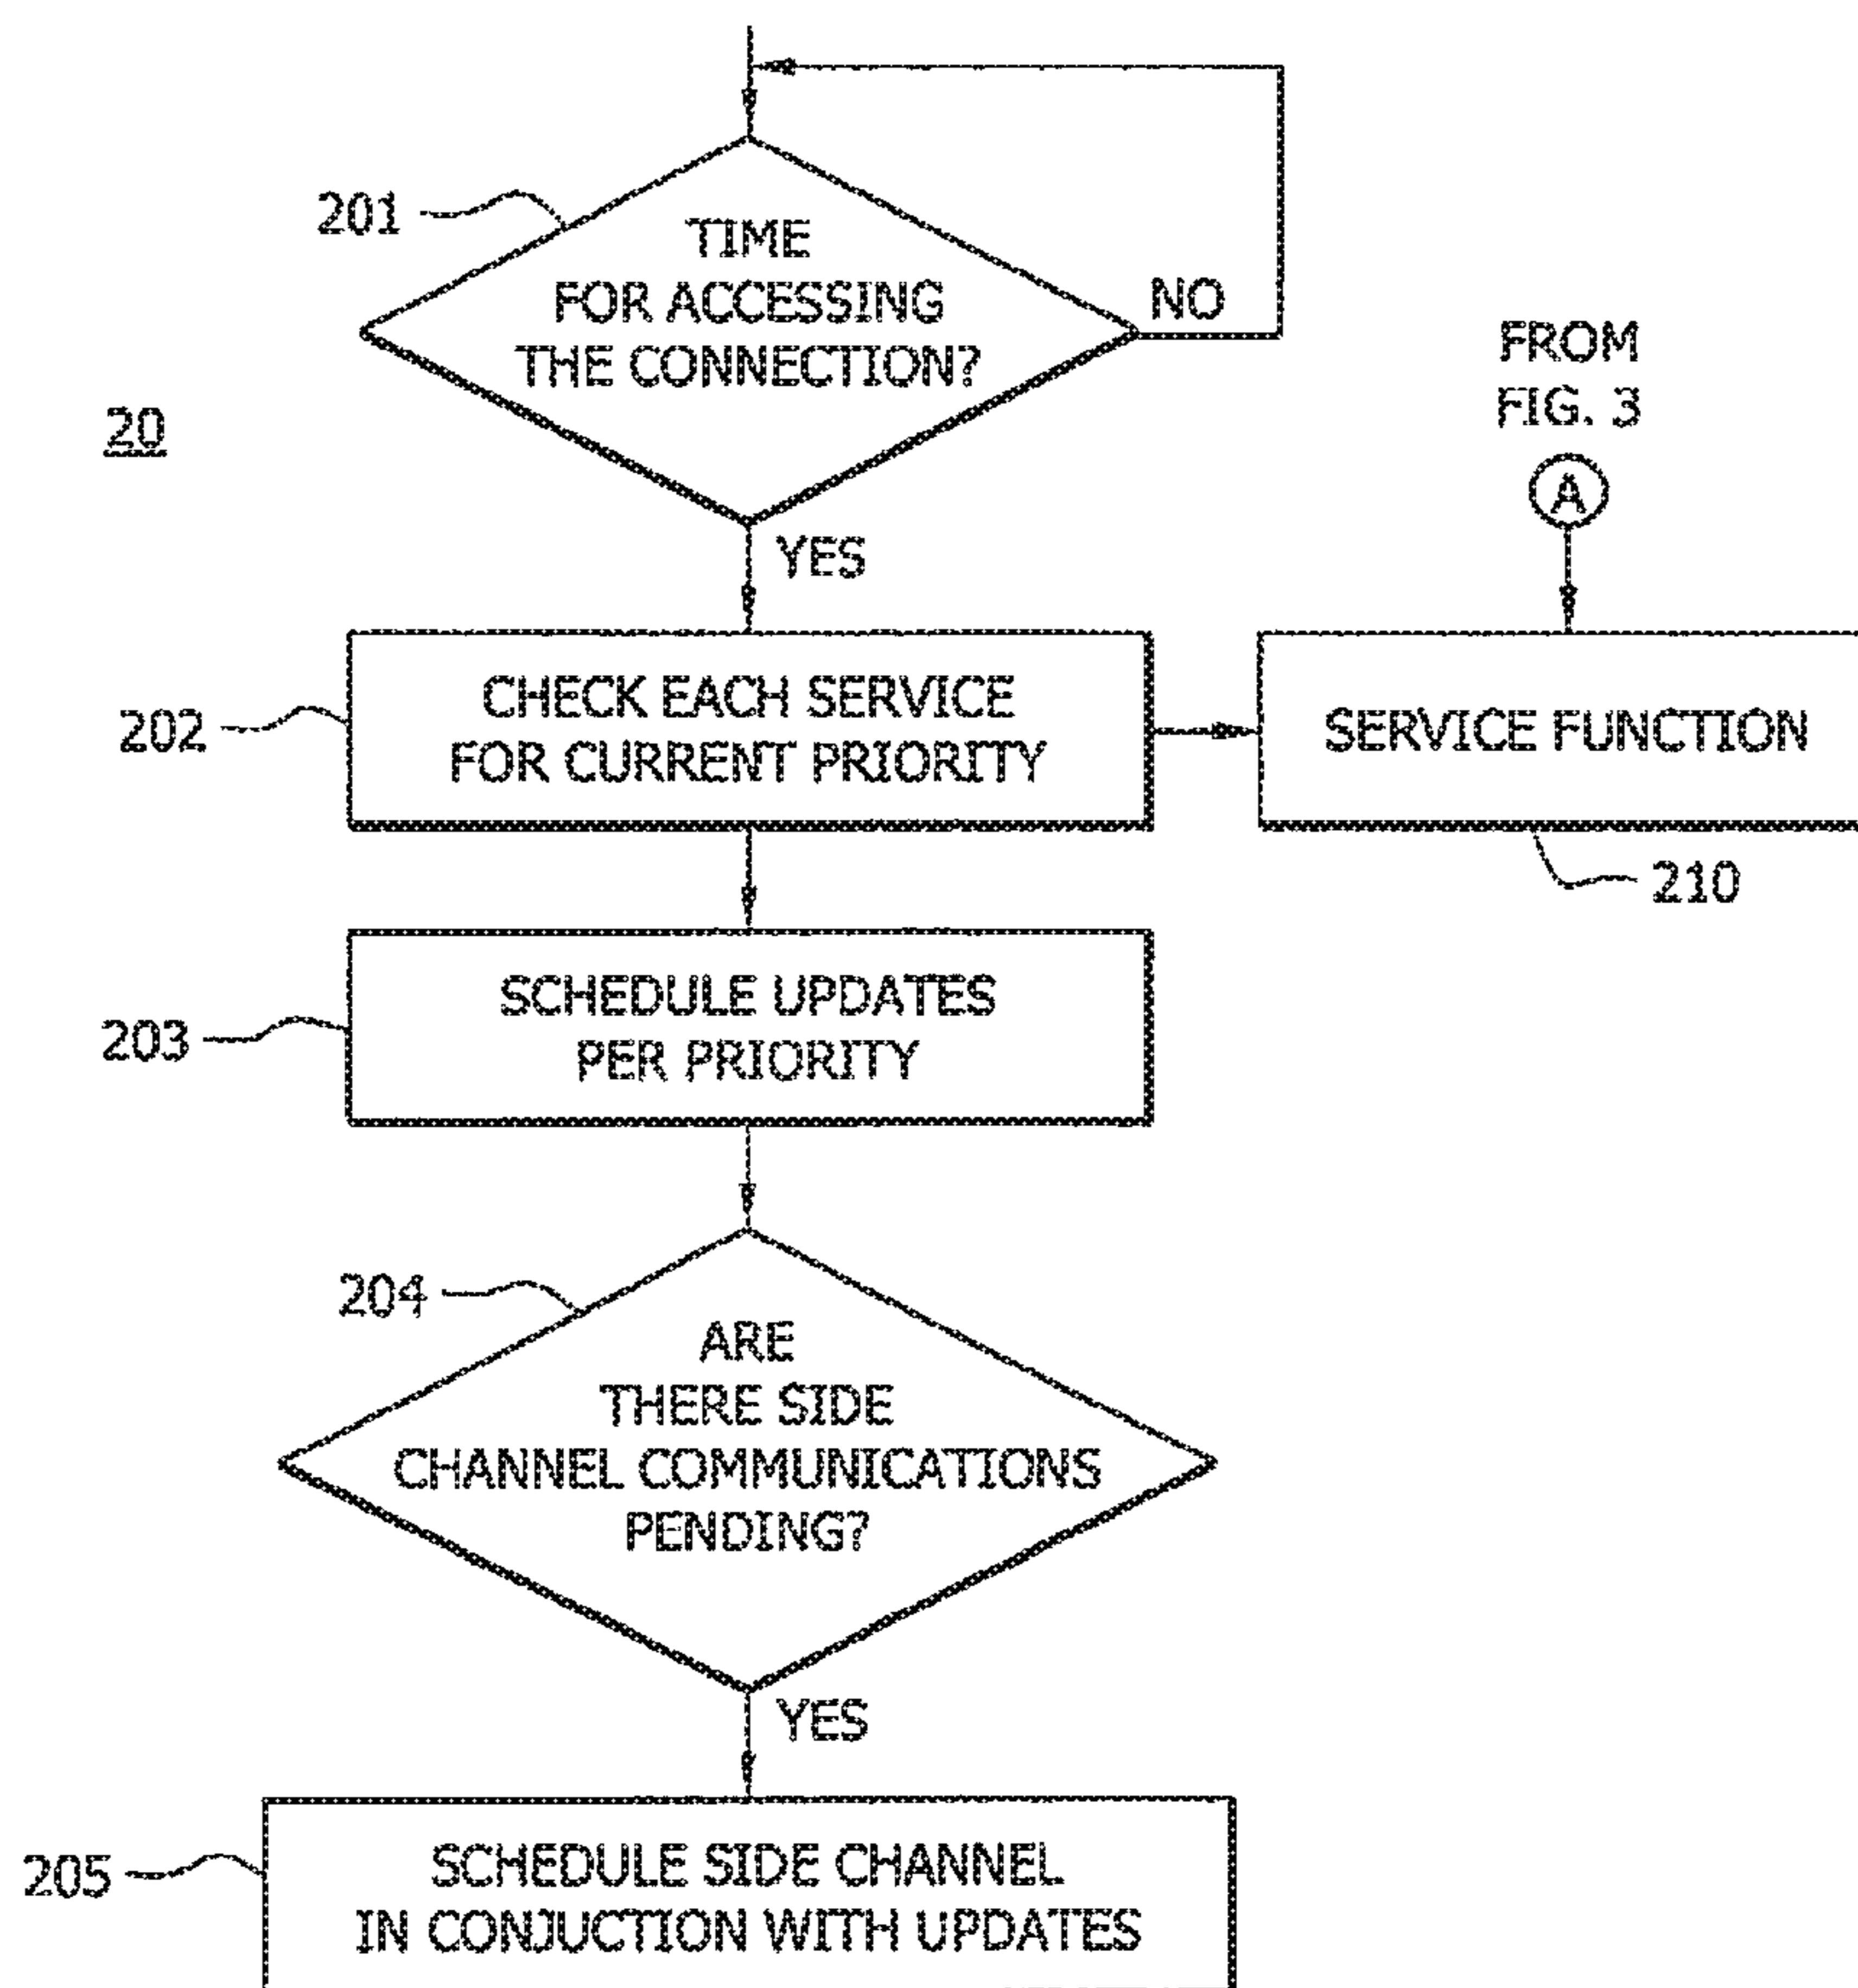 201
TIME
FOR ACCESSING
THE CONNECTION?
NO
20
FROM
FIG. 3
A
YES
202
CHECK EACH SERVICE
FOR CURRENT PRIORITY
SERVICE FUNCTION
210
203
SCHEDULE UPDATES
PER PRIORITY
204
ARE
THERE SIDE
CHANNEL COMMUNICATIONS
PENDING?
YES
205
SCHEDULE SIDE CHANNEL
IN CONJUCTION WITH UPDATES